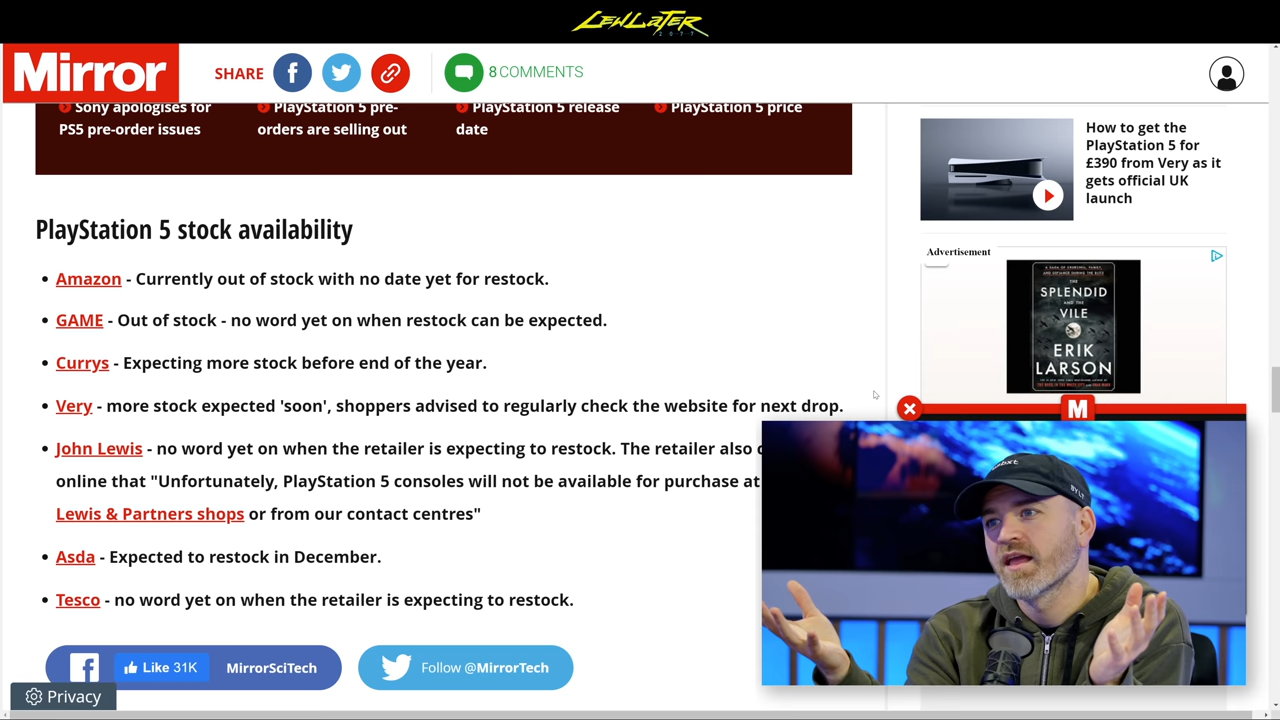 LEWLATER
2077
Mirror
SHARE
8 COMMENTS
Sony apologises for
PS5 pre-order issues
PlayStation 5 pre-
orders are selling out
PlayStation 5 release
date
PlayStation 5 price
PlayStation 5 stock availability
• Amazon - Currently out of stock with no date yet for restock.
• GAME - Out of stock - no word yet on when restock can be expected.
• Currys - Expecting more stock before end of the year.
• Very - more stock expected 'soon', shoppers advised to regularly check the website for next drop.
• John Lewis - no word yet on when the retailer is expecting to restock. The retailer also
online that "Unfortunately, PlayStation 5 consoles will not be available for purchase at
Lewis & Partners shops or from our contact centres"
• Asda - Expected to restock in December.
• Tesco - no word yet on when the retailer is expecting to restock.
Like 31K
MirrorSciTech
Follow @MirrorTech
Privacy
How to get the
PlayStation 5 for
£390 from Very as it
gets official UK
launch
Advertisement
THE
SPLENDID
AND THE
VILE
ERIK
LARSON
M
BY LT